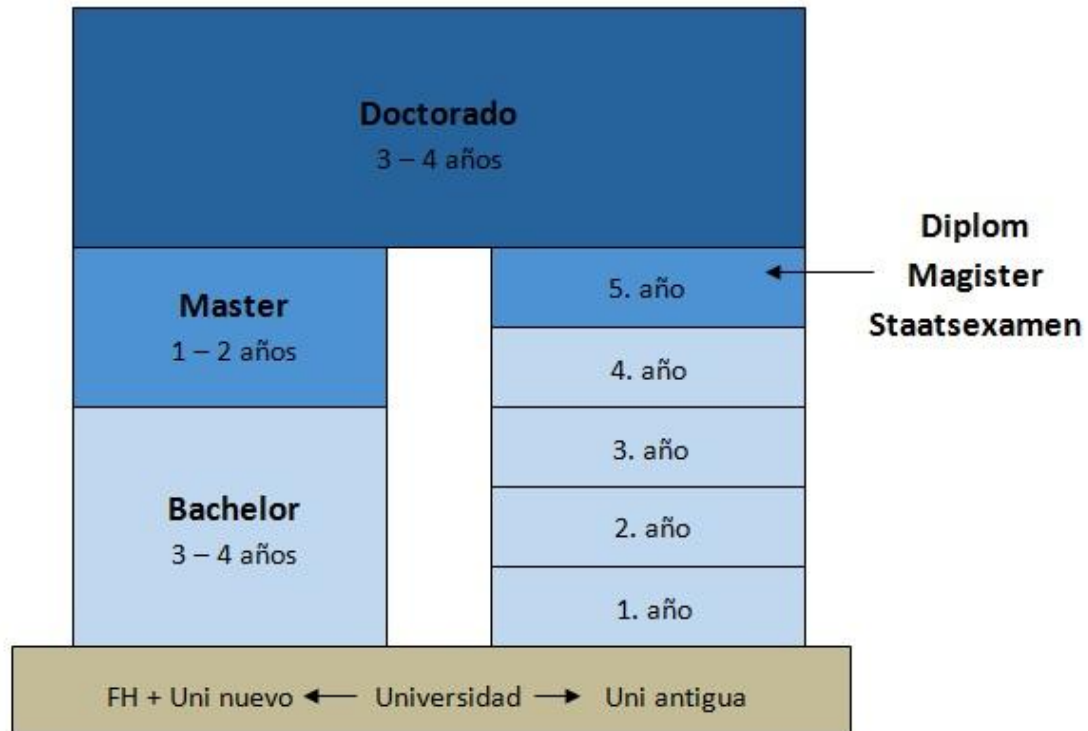 Doctorado
3 – 4 años
Master
1 – 2 años
Bachelor
3 – 4 años
5. año
4. año
3. año
2. año
1. año
Diplom
Magister
Staatsexamen
FH + Uni nuevo ← Universidad → Uni antigua